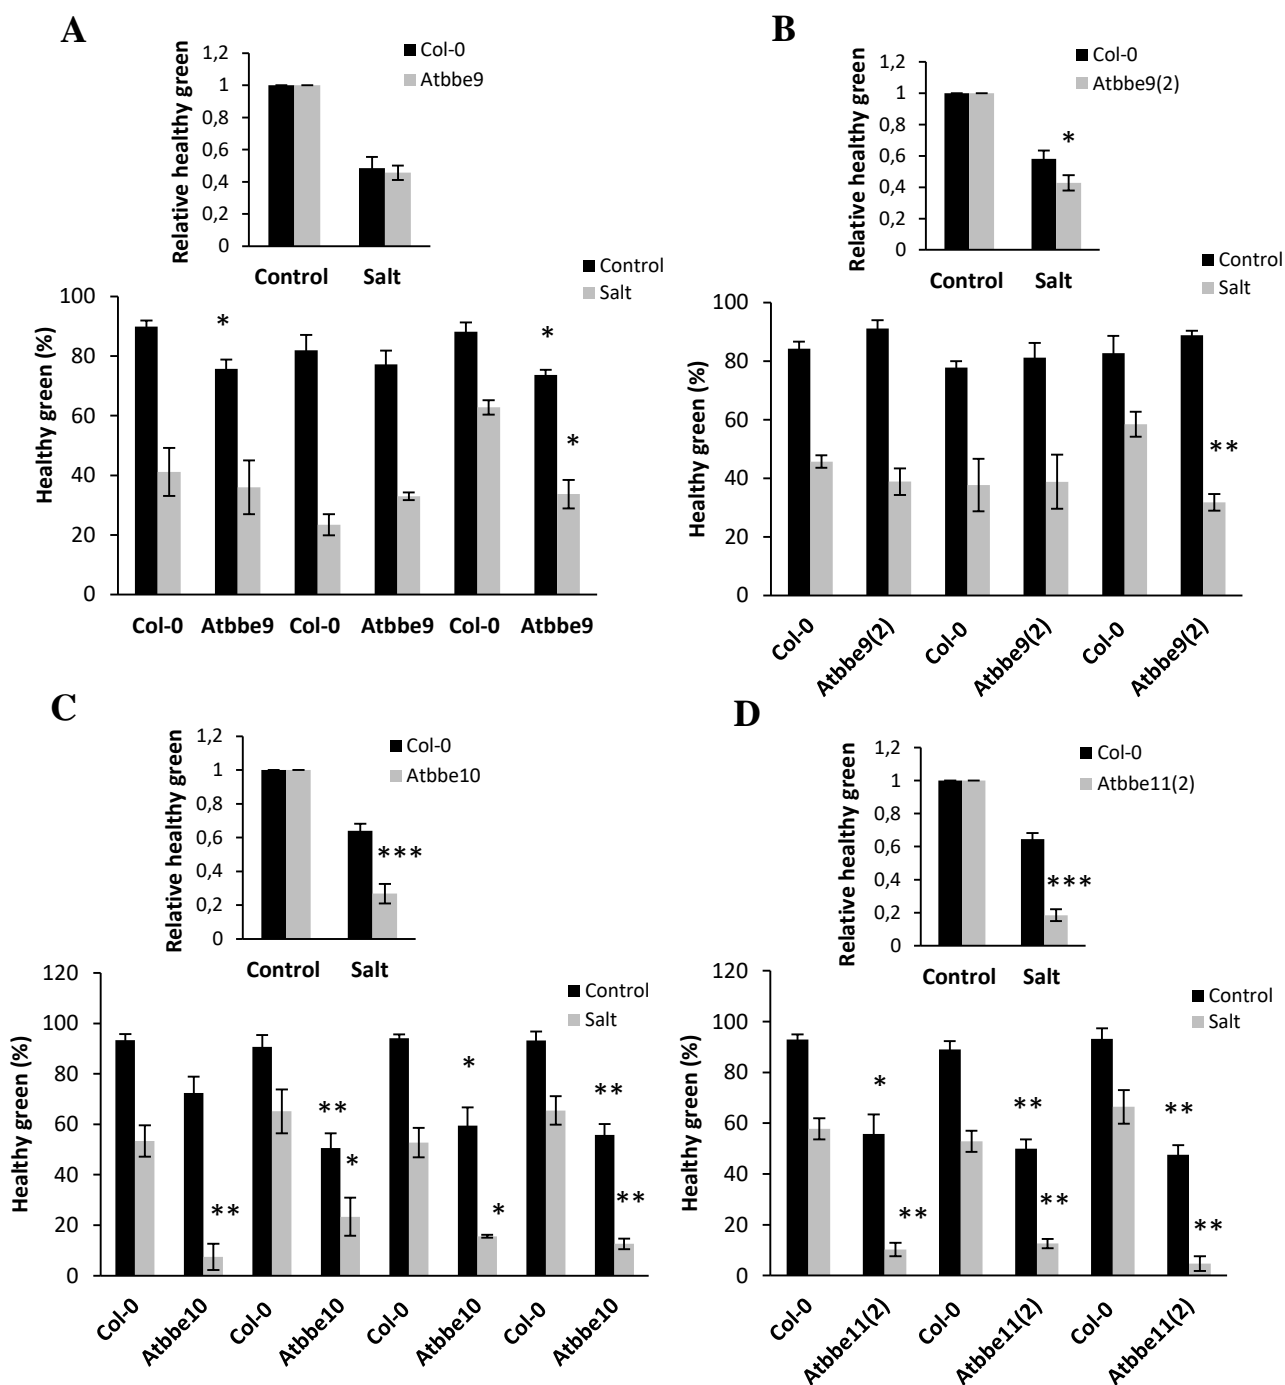 A
Relative healthy green
1,2
1
0,8
0,6
0,4
0,2
0
Control Salt
Col-0
Atbbe9
*
Healthy green (%)
100
80
60
40
20
0
Control
Salt
* * *
Col-0 Atbbe9 Col-0 Atbbe9 Col-0 Atbbe9
B
Relative healthy green
1,2
1
0,8
0,6
0,4
0,2
0
Control Salt
Col-0
Atbbe9(2)
*
Healthy green (%)
100
80
60
40
20
0
Control
Salt
**
Col-0 Atbbe9(2) Col-0 Atbbe9(2) Col-0 Atbbe9(2)
C
Relative healthy green
1,2
1
0,8
0,6
0,4
0,2
0
Control Salt
Col-0
Atbbe10
***
Healthy green (%)
120
100
80
60
40
20
0
Control
Salt
** ** * * * ** **
Col-0 Atbbe10 Col-0 Atbbe10 Col-0 Atbbe10 Col-0 Atbbe10
D
Relative healthy green
1,2
1
0,8
0,6
0,4
0,2
0
Control Salt
Col-0
Atbbe11(2)
***
Healthy green (%)
120
100
80
60
40
20
0
Control
Salt
* ** ** ** ** **
Col-0 Atbbe11(2) Col-0 Atbbe11(2) Col-0 Atbbe11(2)